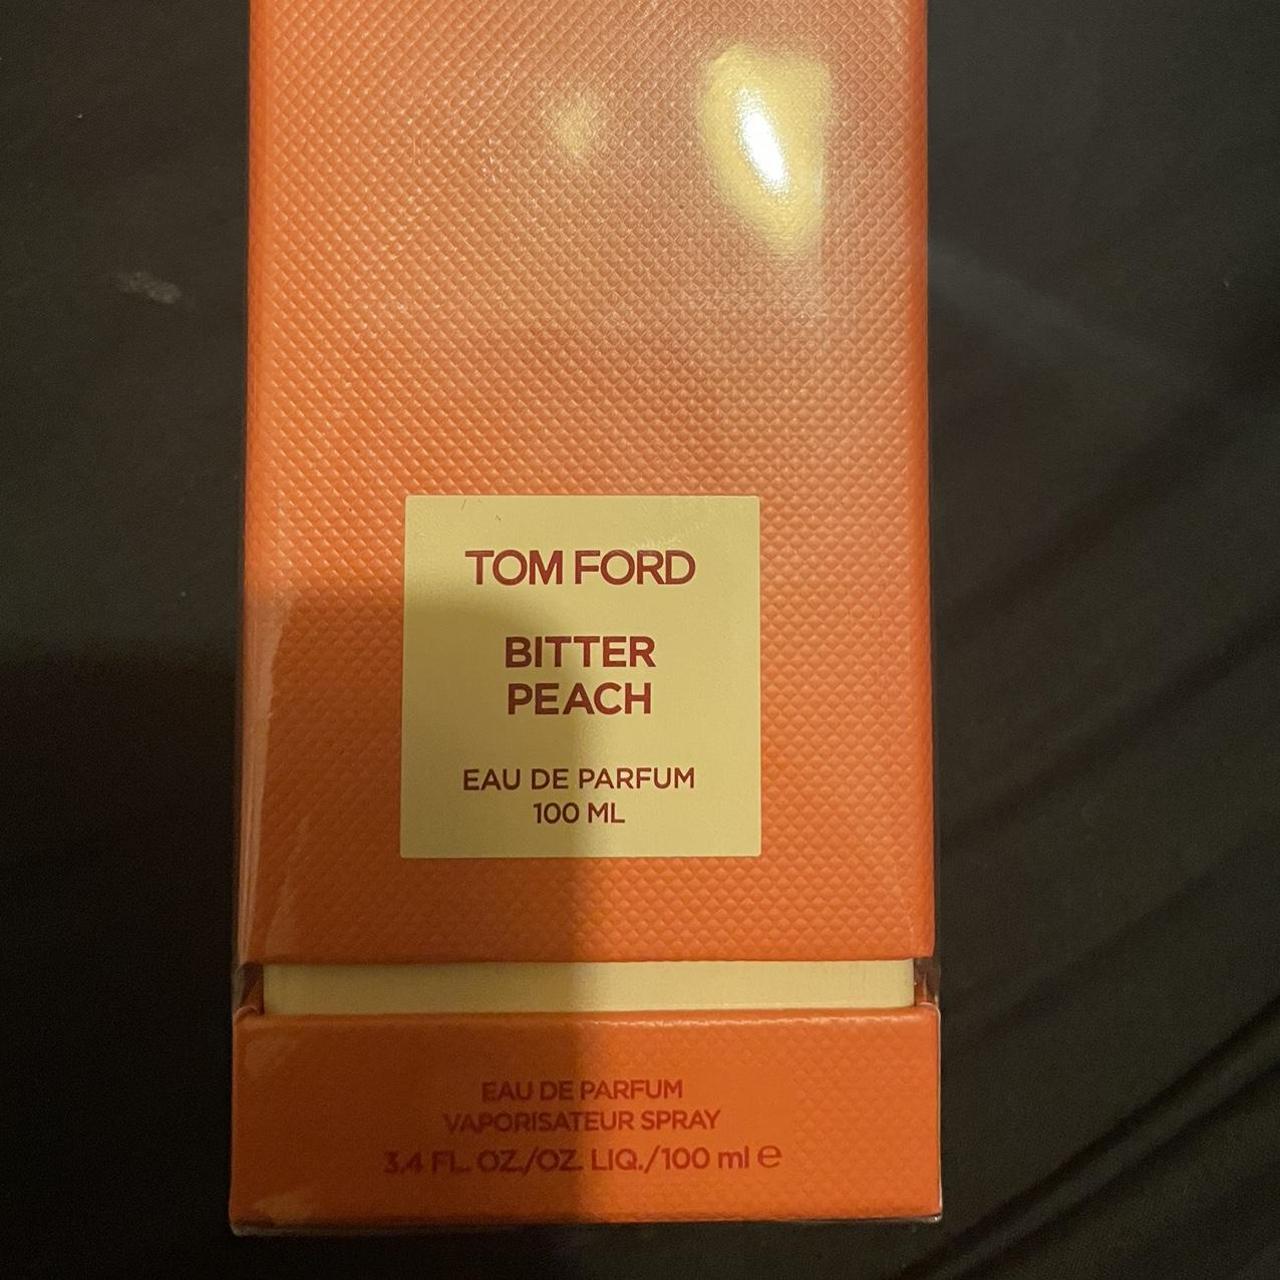 TOM FORD
BITTER
PEACH
EAU DE PARFUM
100 ML
EAU DE PARFUM
VAPORISATEUR SPRAY
3.4 FL. OZ./OZ. LIQ./100 ml ℮